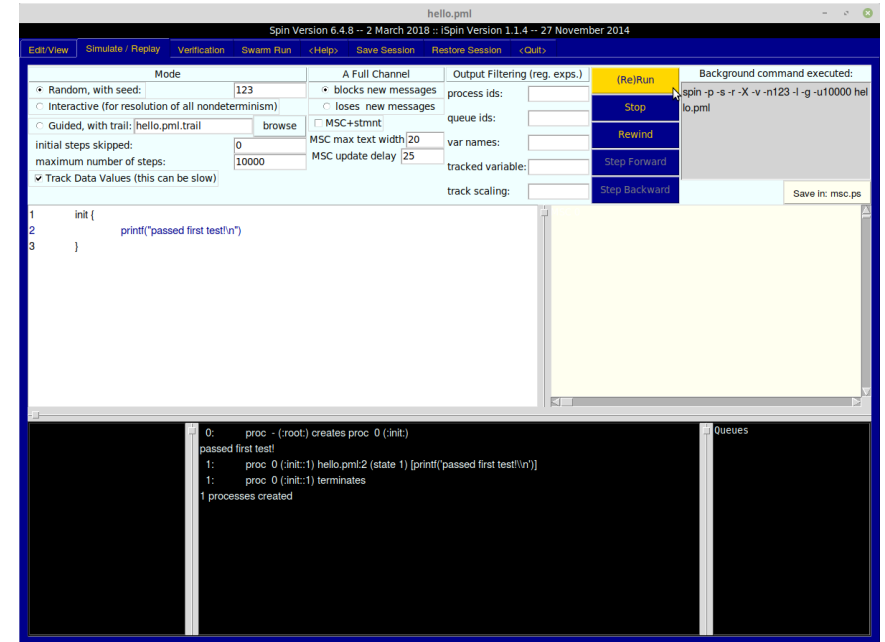 hello.pml
Spin Version 6.4.8 -- 2 March 2018 :: iSpin Version 1.1.4 -- 27 November 2014
Edit/View Simulate / Replay Verification Swarm Run <Help> Save Session Restore Session <Quit>
Mode
Random, with seed: 123
Interactive (for resolution of all nondeterminism)
Guided, with trail: hello.pml.trail browse
initial steps skipped: 0
maximum number of steps: 10000
Track Data Values (this can be slow)
A Full Channel
blocks new messages
loses new messages
MSC+stmnt
MSC max text width 20
MSC update delay 25
Output Filtering (reg. exps.)
process ids:
queue ids:
var names:
tracked variable:
track scaling:
(Re)Run
Stop
Rewind
Step Forward
Step Backward
Background command executed:
spin -p -s -r -X -v -n123 -l -g -u10000 hel
lo.pml
Save in: msc.ps
1 init {
2 printf("passed first test!\n")
3 }
0: proc - (:root:) creates proc 0 (:init:)
passed first test!
1: proc 0 (:init::1) hello.pml:2 (state 1) [printf('passed first test!\\n')]
1: proc 0 (:init::1) terminates
1 processes created
Queues